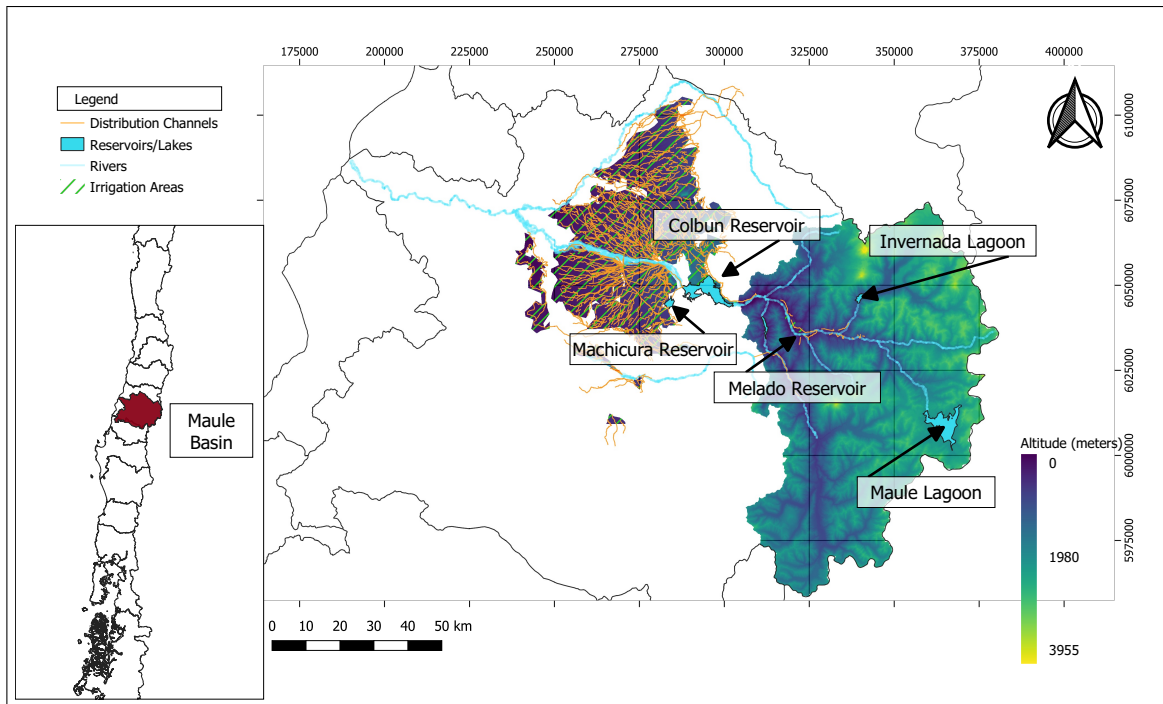 175000 200000 225000 250000 275000 300000 325000 350000 375000 400000
Legend
Distribution Channels
Reservoirs/Lakes
Rivers
Irrigation Areas
6100000
6075000
6050000
6025000
6000000
5975000
Colbun Reservoir
Invernada Lagoon
Machicura Reservoir
Melado Reservoir
Maule Lagoon
Maule
Basin
Altitude (meters)
0
1980
3955
0 10 20 30 40 50 km